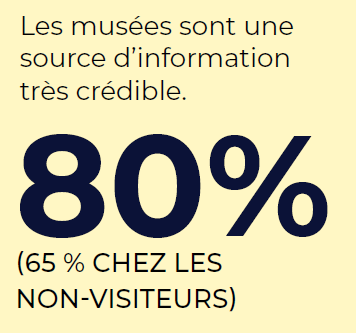 Les musées sont une
source d’information
très crédible.
80%
(65 % CHEZ LES
NON-VISITEURS)